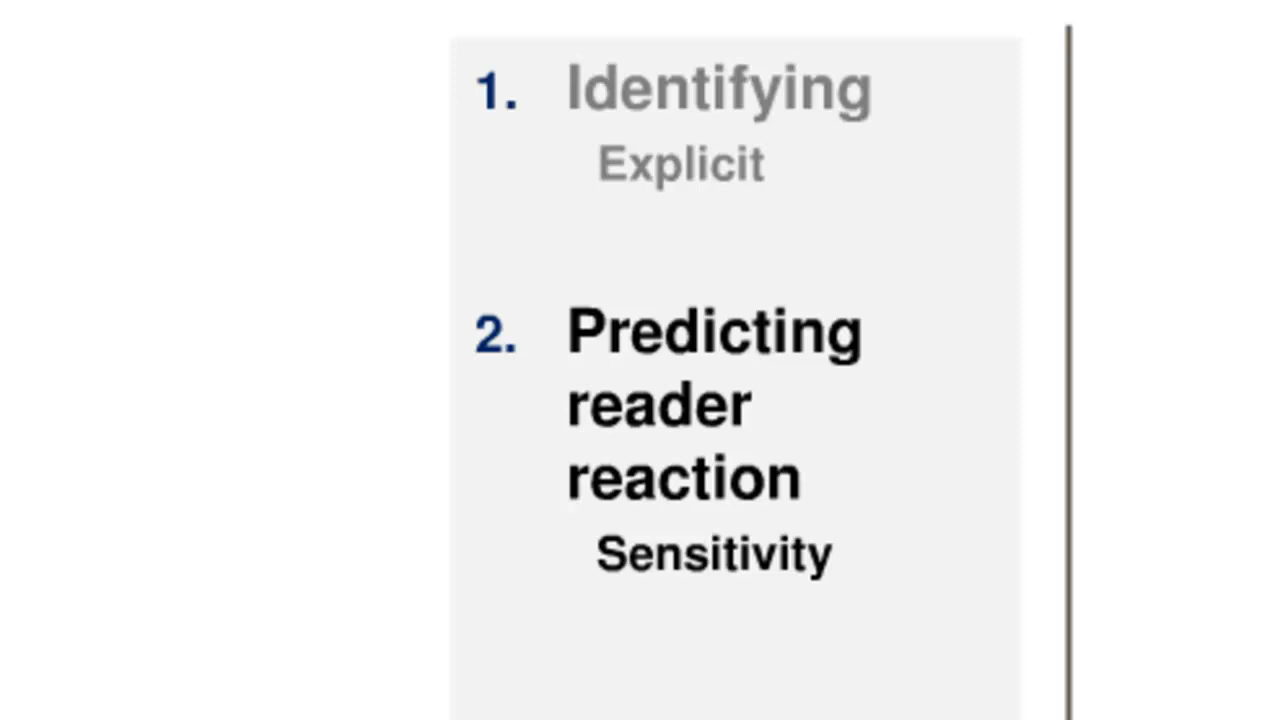 1. Identifying
Explicit
2. Predicting
reader
reaction
Sensitivity